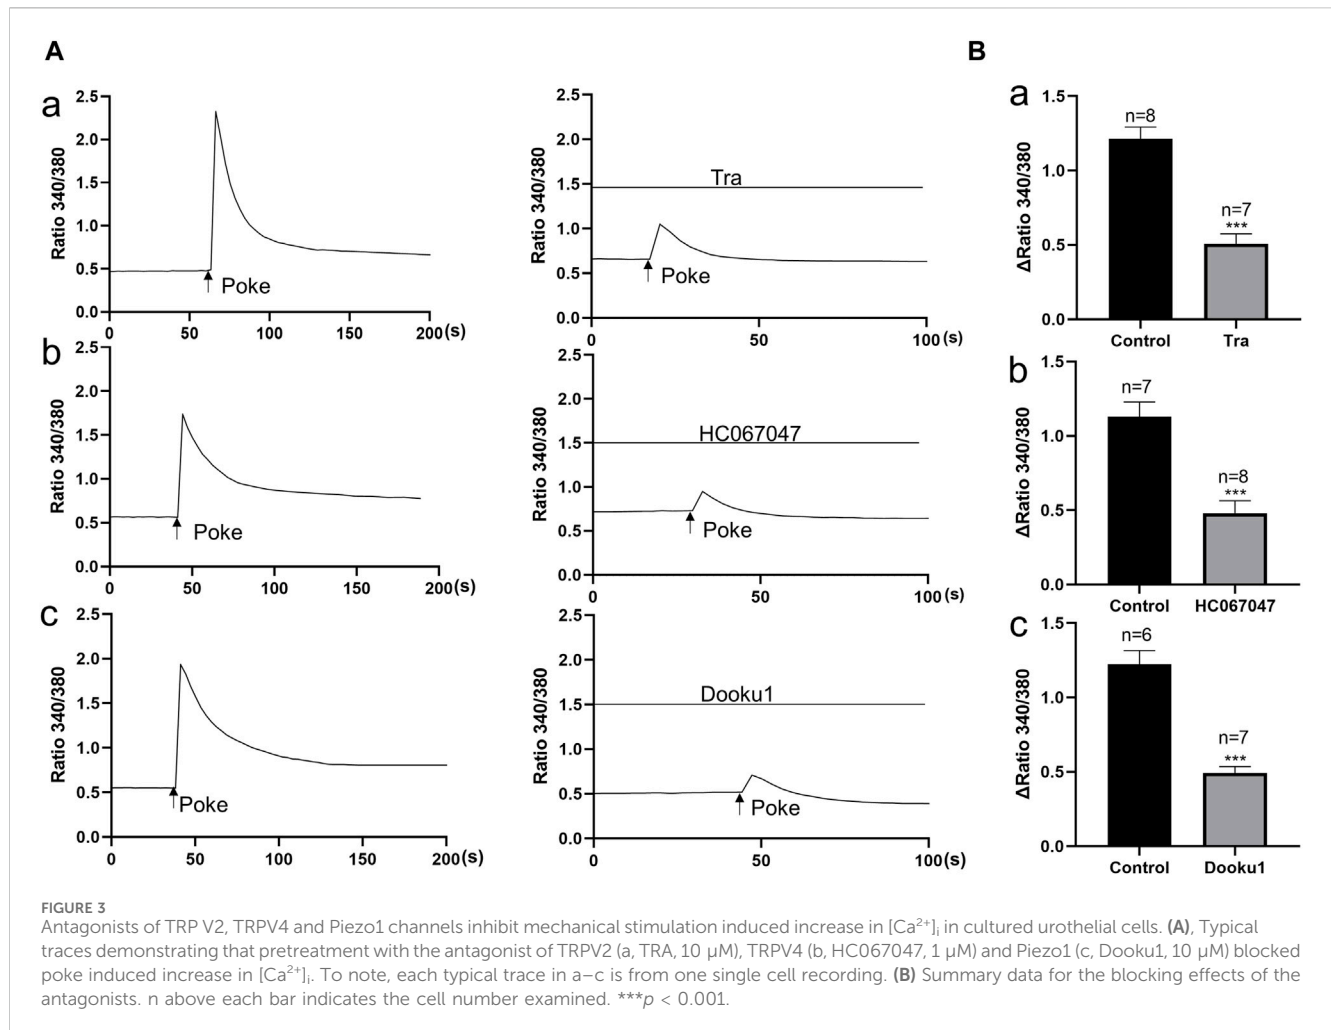 A
B
a
2.5
2.0
1.5
1.0
0.5
0.0
Ratio 340/380
Poke
0 50 100 150 200 (s)
2.5
2.0
1.5
1.0
0.5
0.0
Ratio 340/380
Tra
Poke
0 50 100 (s)
a
1.5
1.0
0.5
0.0
ΔRatio 340/380
n=8
n=7
***
Control Tra
b
2.5
2.0
1.5
1.0
0.5
0.0
Ratio 340/380
Poke
0 50 100 150 200 (s)
2.5
2.0
1.5
1.0
0.5
0.0
Ratio 340/380
HC067047
Poke
0 50 100 (s)
b
1.5
1.0
0.5
0.0
ΔRatio 340/380
n=7
n=8
***
Control HC067047
c
2.5
2.0
1.5
1.0
0.5
0.0
Ratio 340/380
Poke
0 50 100 150 200 (s)
2.5
2.0
1.5
1.0
0.5
0.0
Ratio 340/380
Dooku1
Poke
0 50 100 (s)
c
1.5
1.0
0.5
0.0
ΔRatio 340/380
n=6
n=7
***
Control Dooku1
FIGURE 3
Antagonists of TRP V2, TRPV4 and Piezo1 channels inhibit mechanical stimulation induced increase in [Ca²⁺]ᵢ in cultured urothelial cells. (A), Typical
traces demonstrating that pretreatment with the antagonist of TRPV2 (a, TRA, 10 µM), TRPV4 (b, HC067047, 1 µM) and Piezo1 (c, Dooku1, 10 µM) blocked
poke induced increase in [Ca²⁺]ᵢ. To note, each typical trace in a–c is from one single cell recording. (B) Summary data for the blocking effects of the
antagonists. n above each bar indicates the cell number examined. ***p < 0.001.